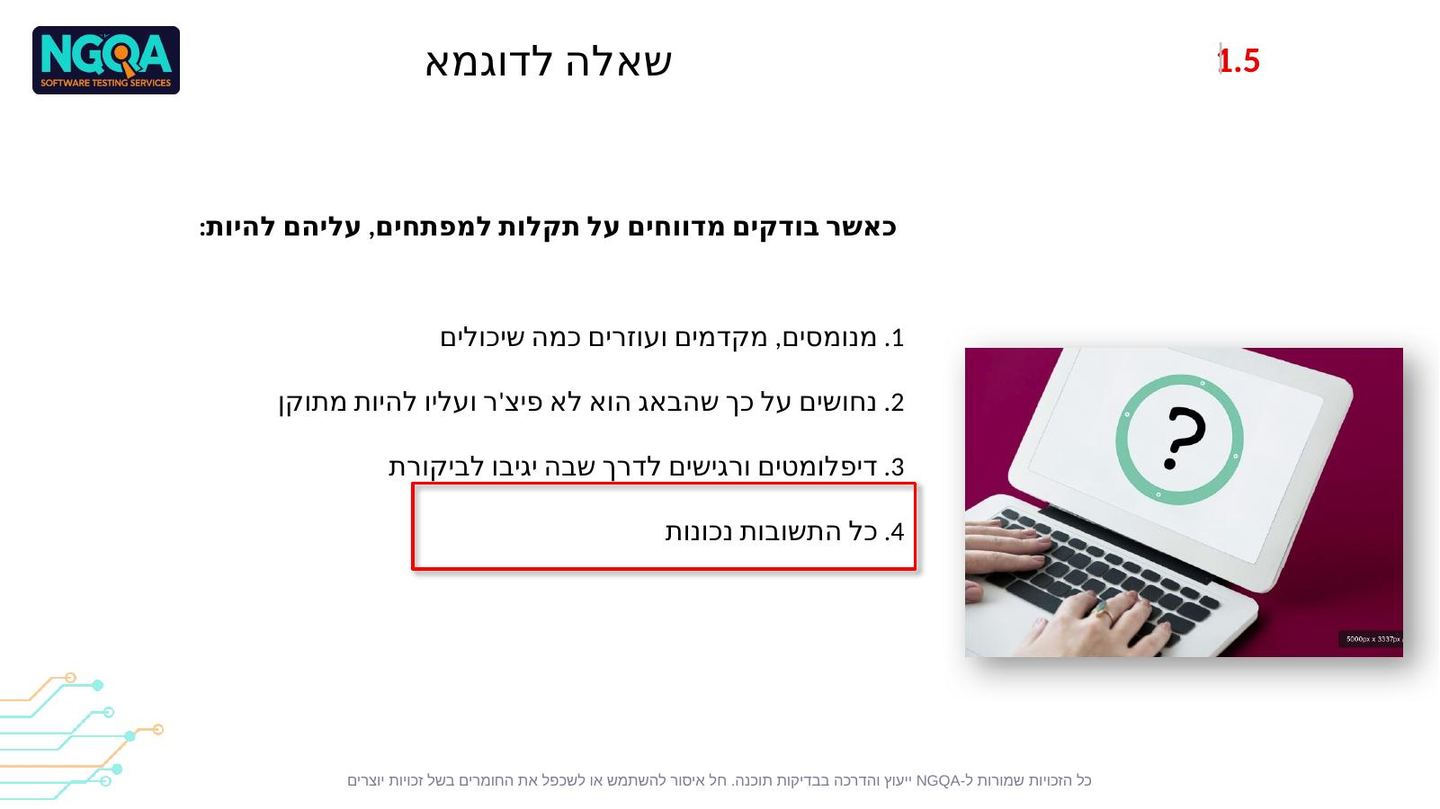 NGQA
SOFTWARE TESTING SERVICES
שאלה לדוגמא
1.5
כאשר בודקים מדווחים על תקלות למפתחים, עליהם להיות:
1. מנומסים, מקדמים ועוזרים כמה שיכולים
2. נחושים על כך שהבאג הוא לא פיצ'ר ועליו להיות מתוקן
3. דיפלומטים ורגישים לדרך שבה יגיבו לביקורת
4. כל התשובות נכונות
?
5000px x 3337px
כל הזכויות שמורות ל-NGQA ייעוץ והדרכה בבדיקות תוכנה. חל איסור להשתמש או לשכפל את החומרים בשל זכויות יוצרים